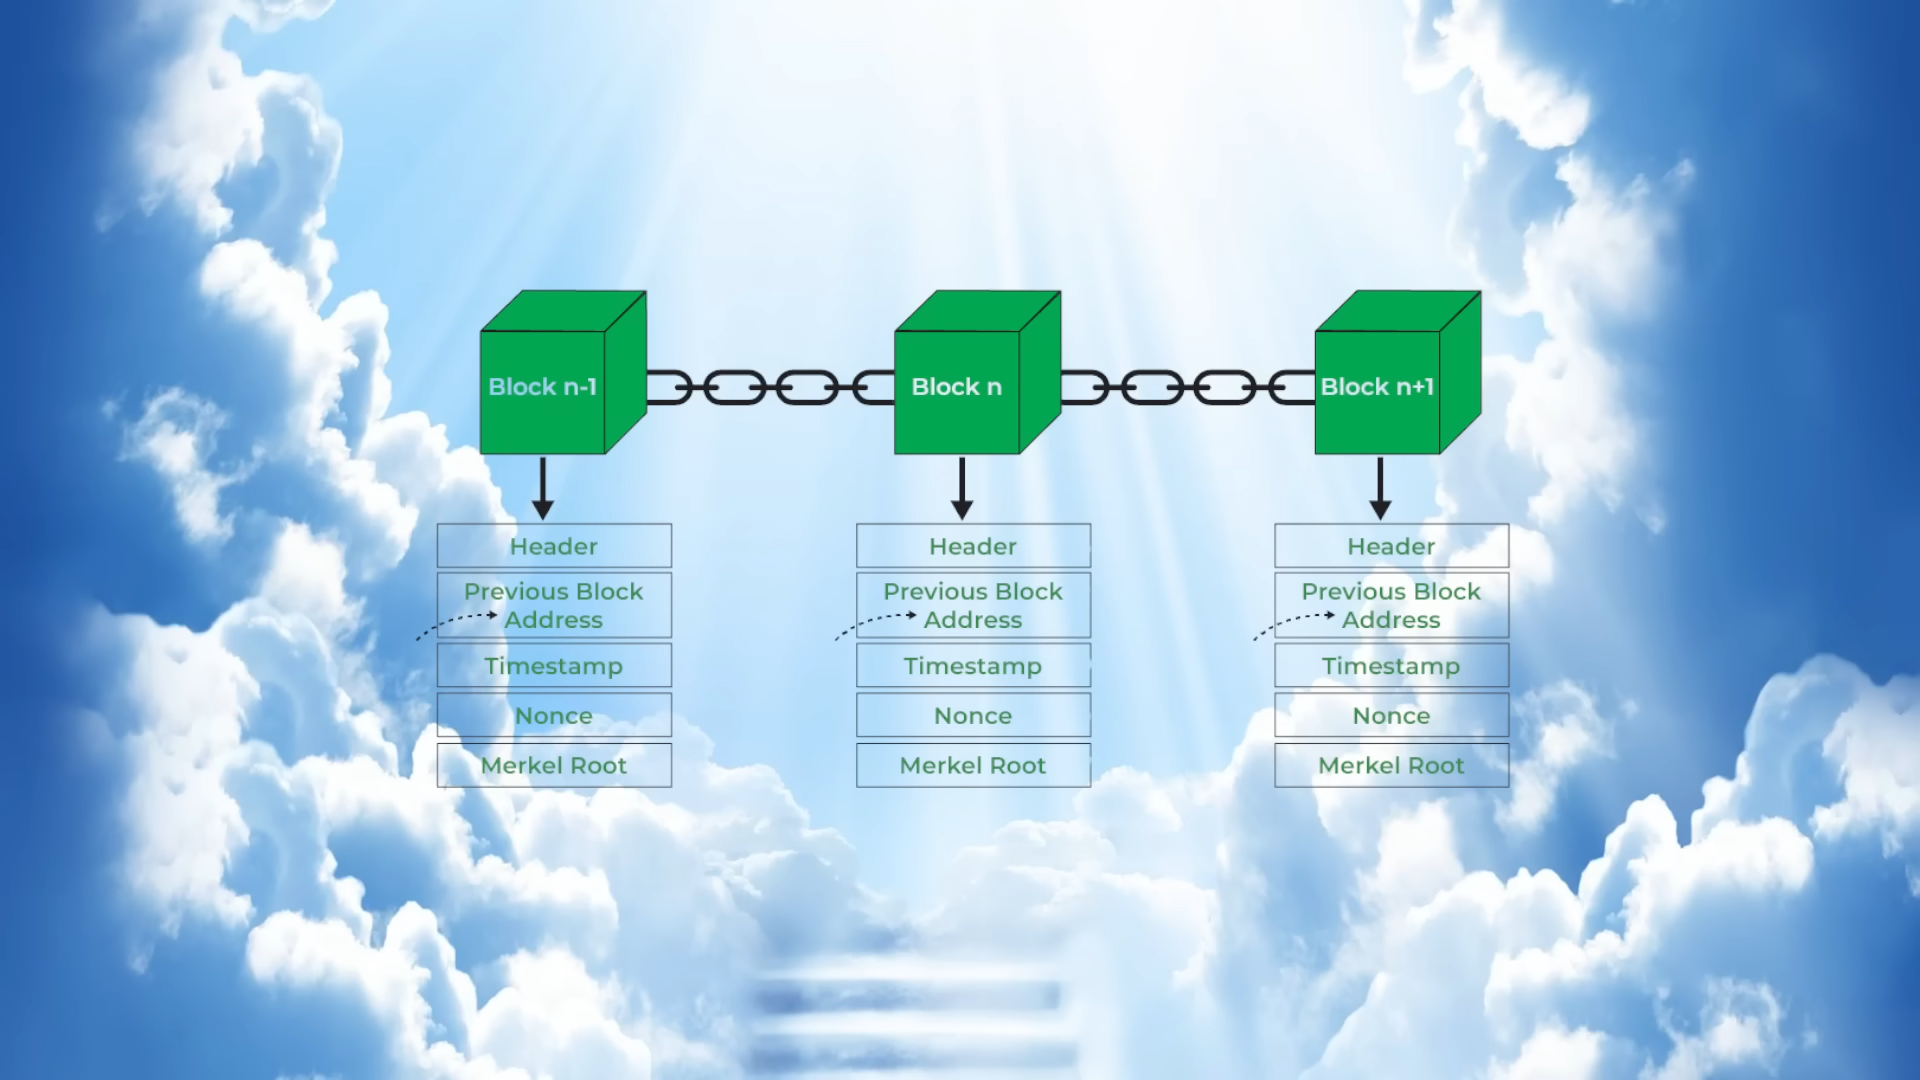 Block n-1
Block n
Block n+1
Header
Previous Block
Address
Timestamp
Nonce
Merkel Root
Header
Previous Block
Address
Timestamp
Nonce
Merkel Root
Header
Previous Block
Address
Timestamp
Nonce
Merkel Root